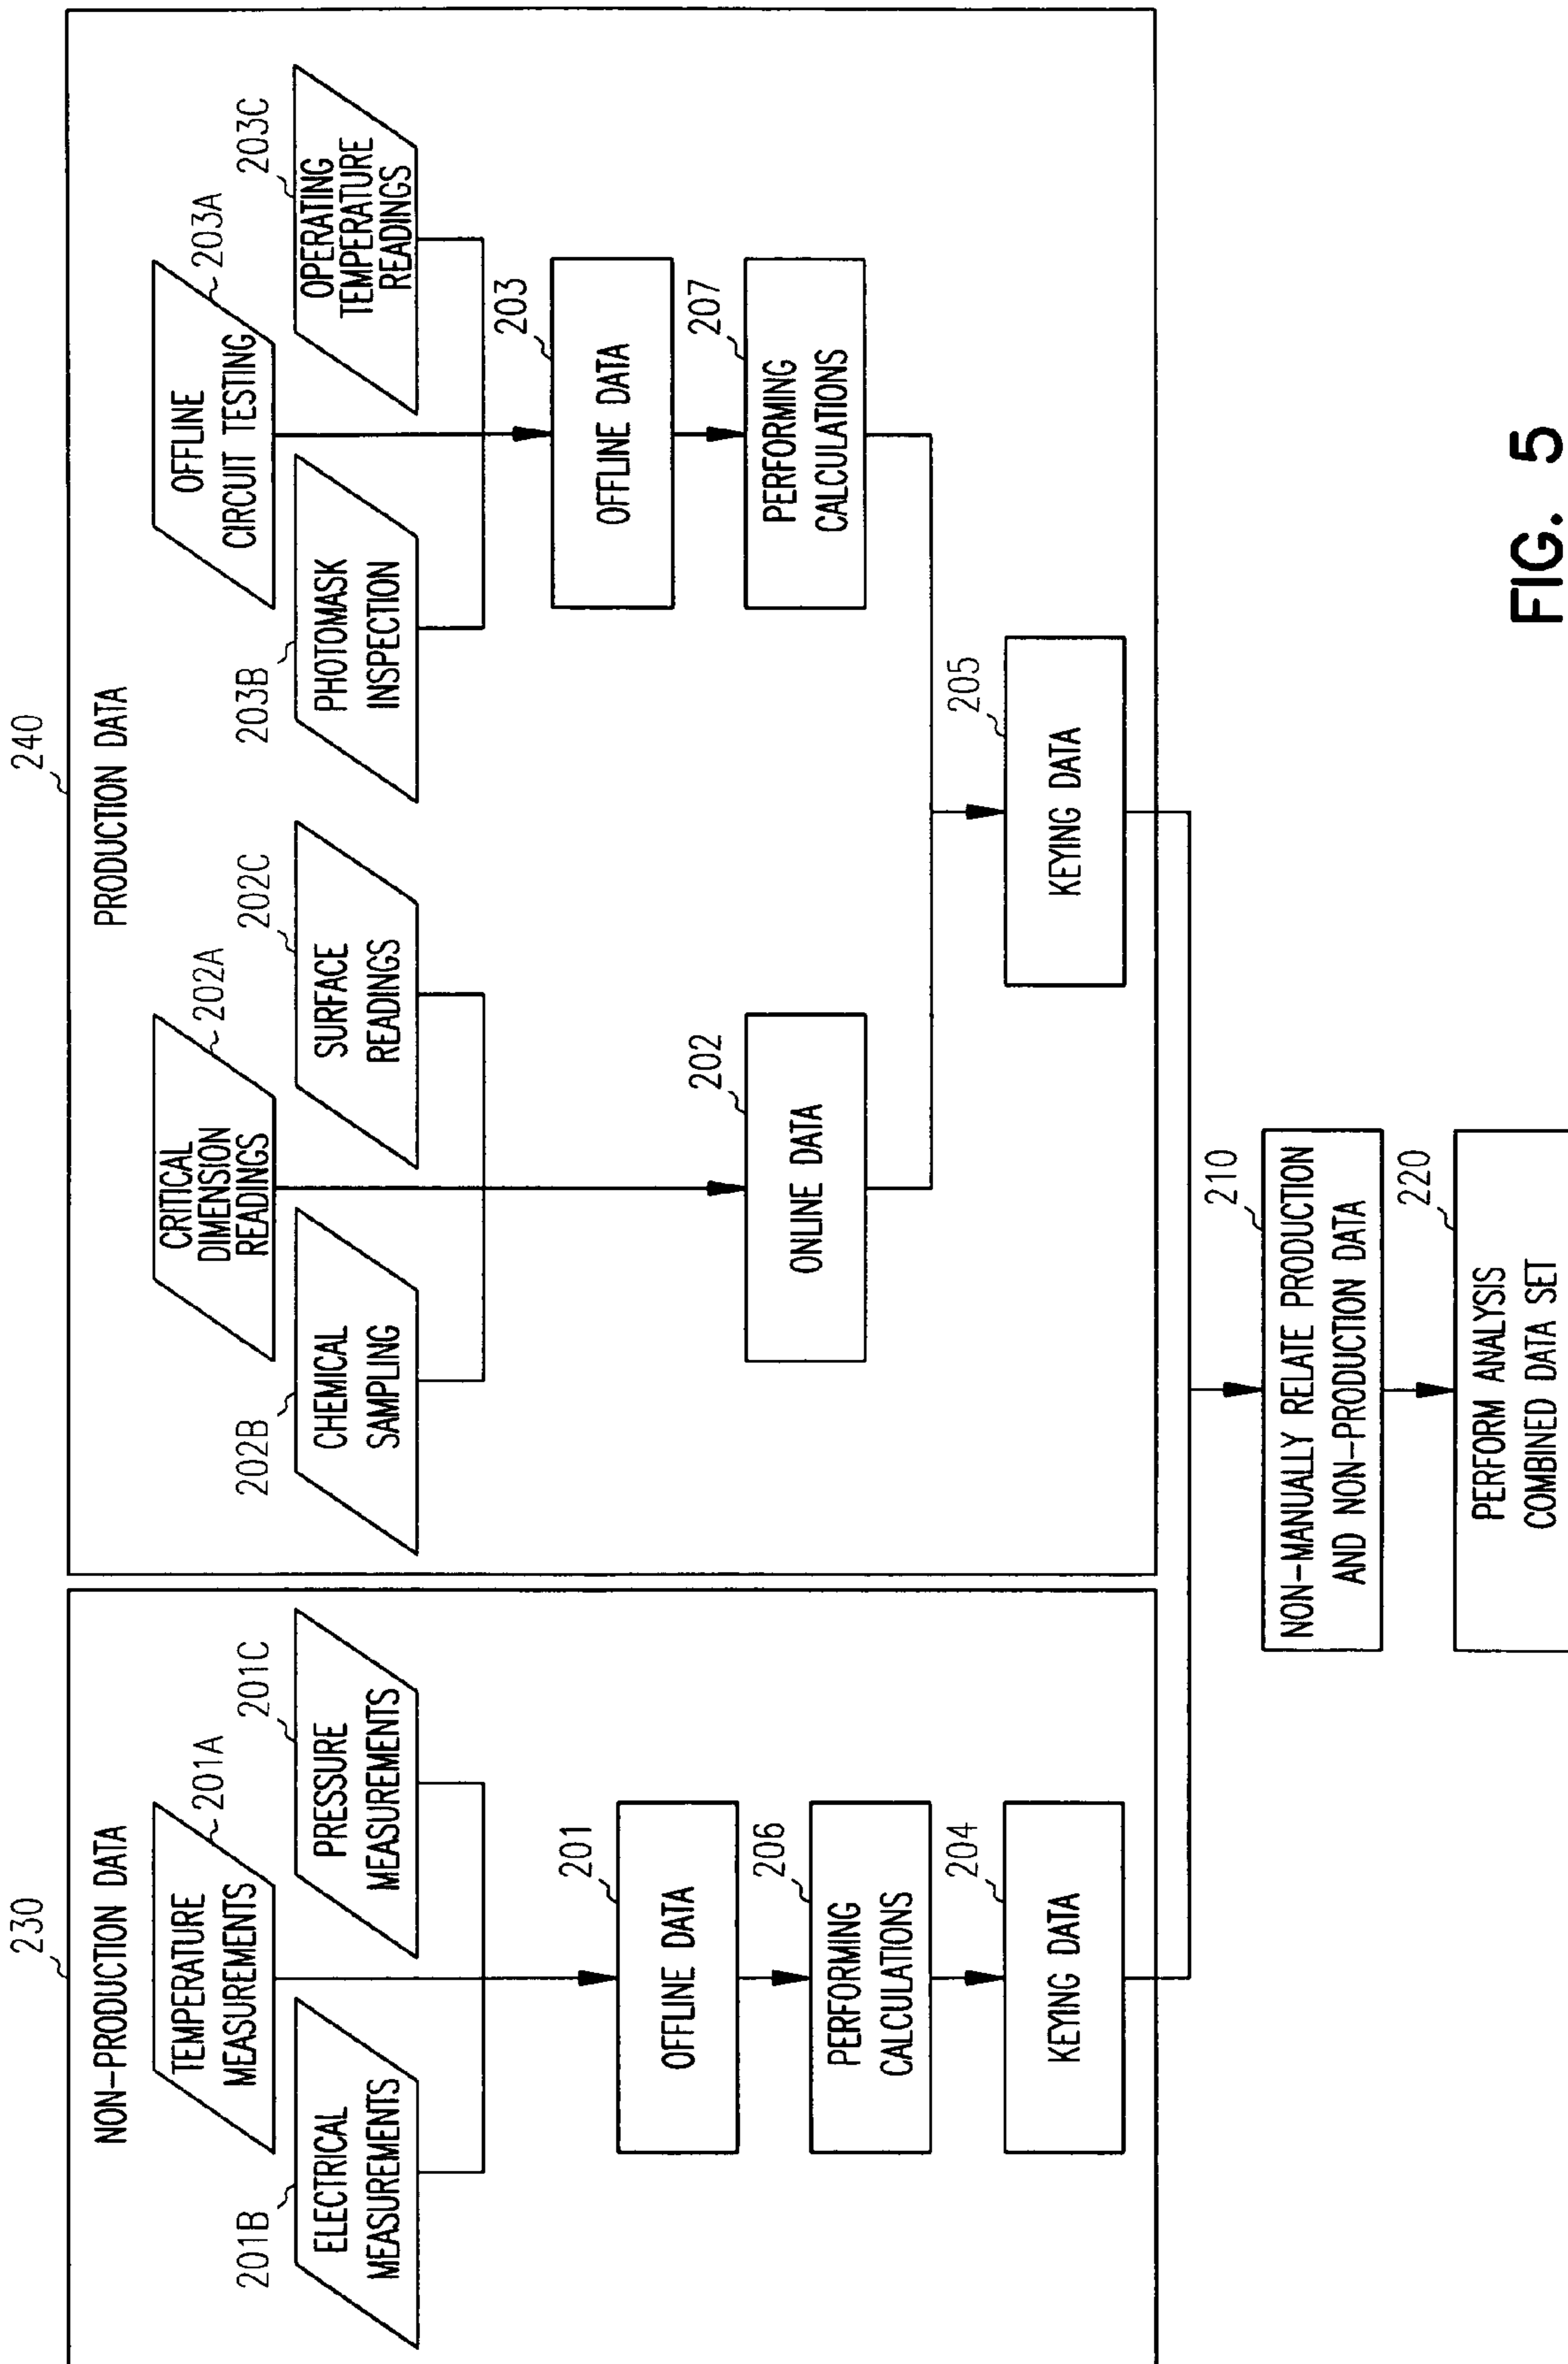 230
NON-PRODUCTION DATA
TEMPERATURE
MEASUREMENTS
201A
201B
ELECTRICAL
MEASUREMENTS
201C
PRESSURE
MEASUREMENTS
201
OFFLINE DATA
206
PERFORMING
CALCULATIONS
204
KEYING DATA
240
PRODUCTION DATA
CRITICAL
DIMENSION
READINGS
202A
202B
CHEMICAL
SAMPLING
202C
SURFACE
READINGS
202
ONLINE DATA
OFFLINE
CIRCUIT TESTING
203A
203B
PHOTOMASK
INSPECTION
203C
OPERATING
TEMPERATURE
READINGS
203
OFFLINE DATA
207
PERFORMING
CALCULATIONS
205
KEYING DATA
210
NON-MANUALLY RELATE PRODUCTION
AND NON-PRODUCTION DATA
220
PERFORM ANALYSIS
COMBINED DATA SET
FIG. 5